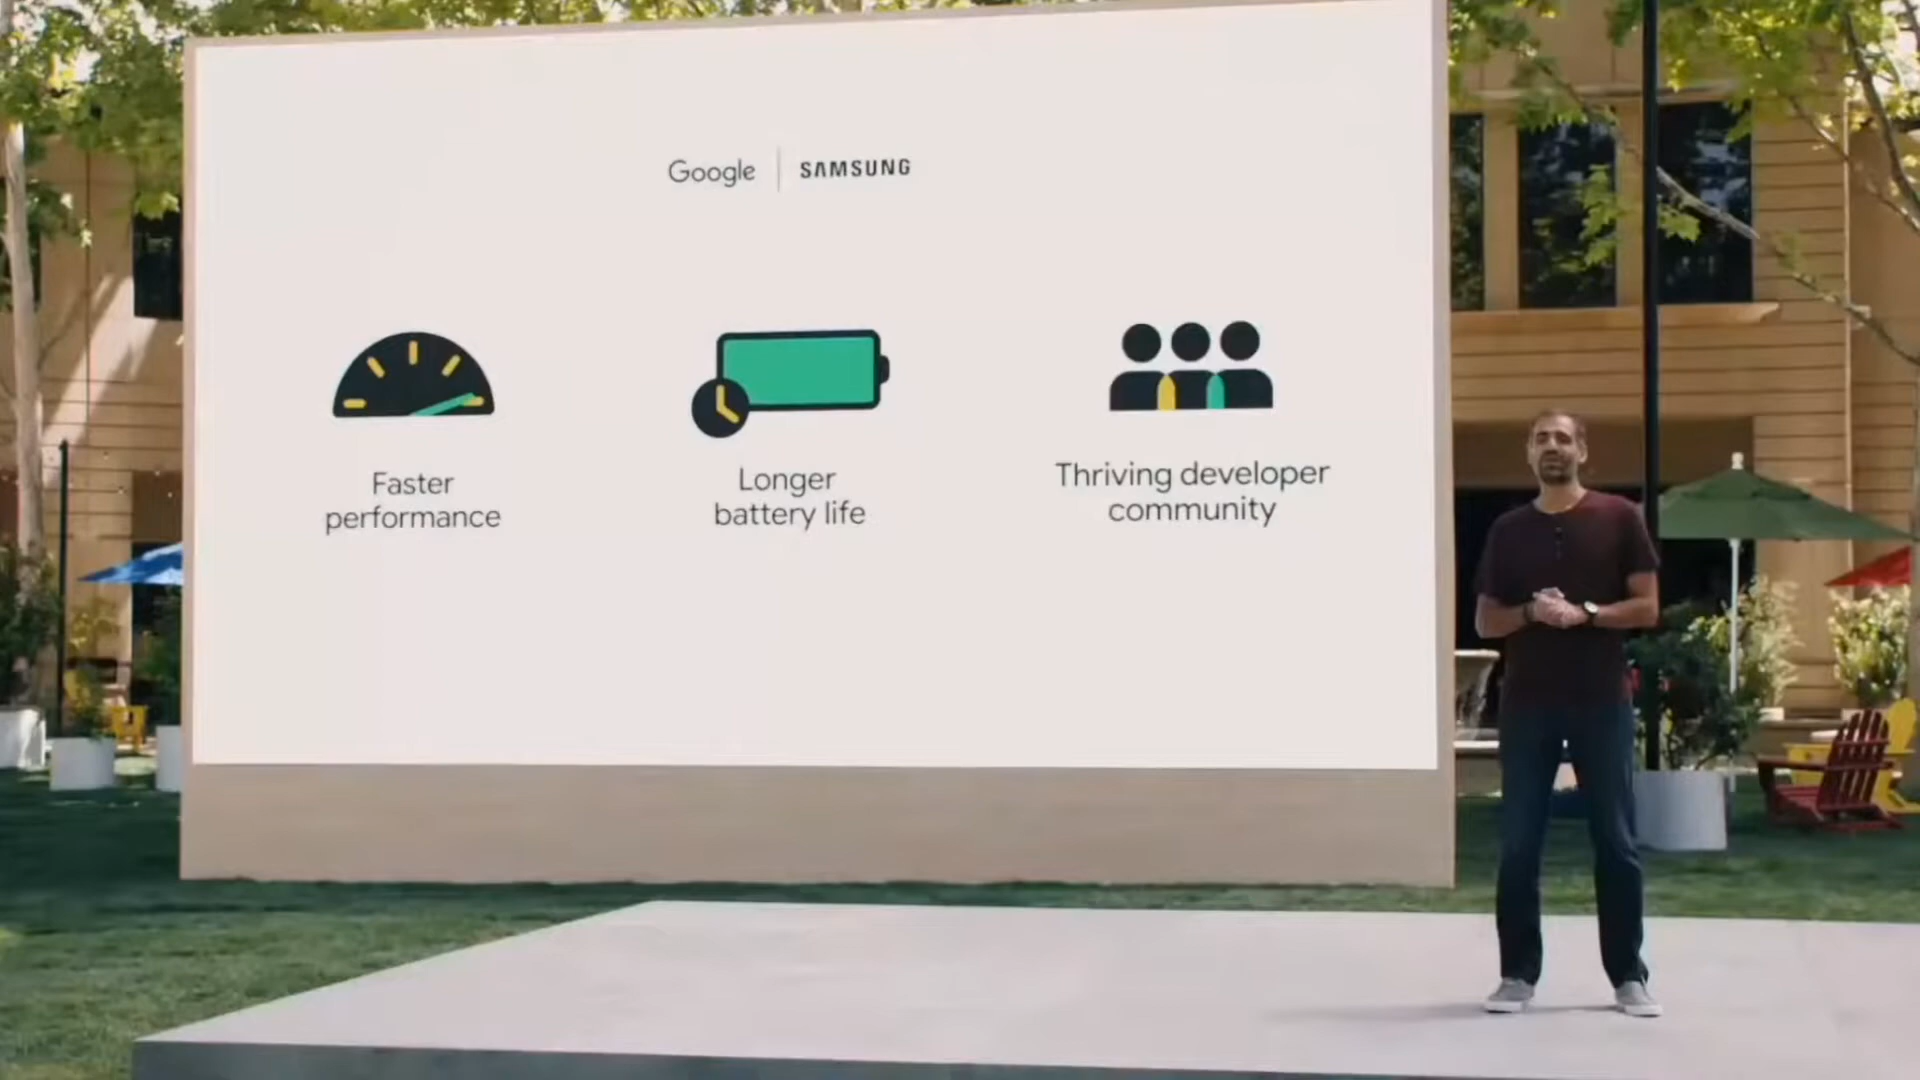 Google | SAMSUNG
Faster
performance
Longer
battery life
Thriving developer
community